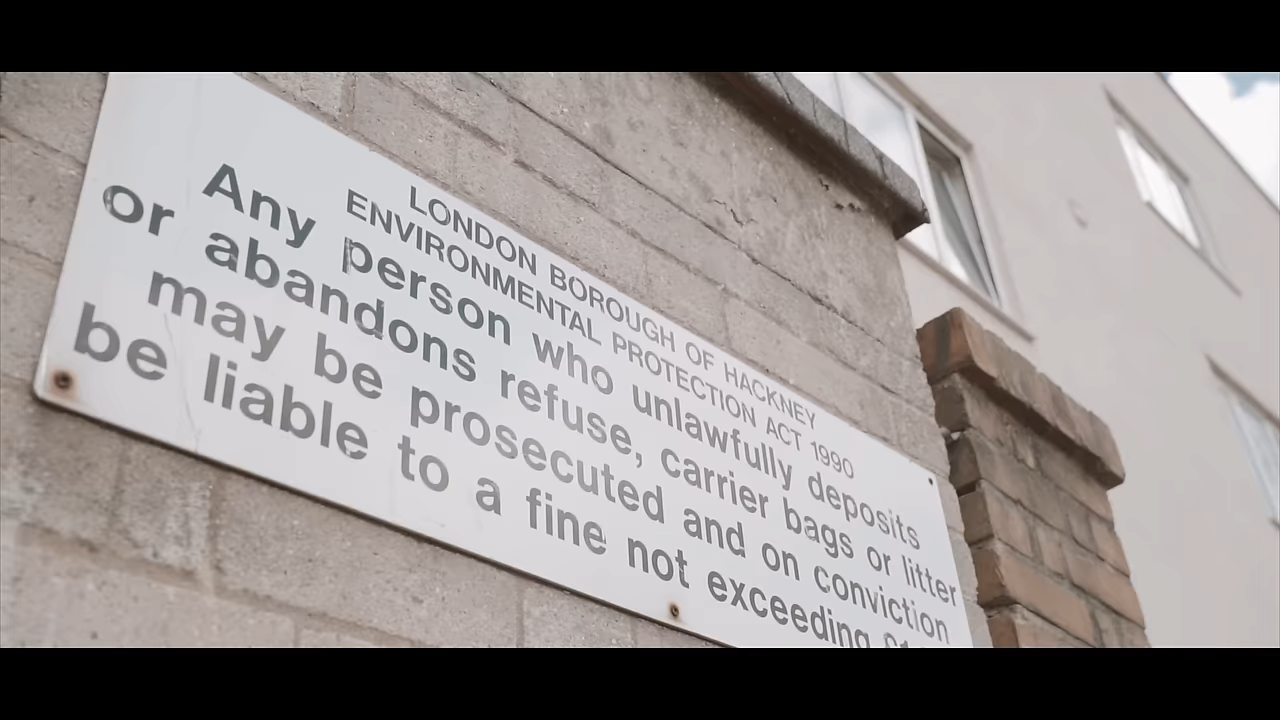 LONDON BOROUGH OF HACKNEY
ENVIRONMENTAL PROTECTION ACT 1990
Any person who unlawfully deposits
or abandons refuse, carrier bags or litter
may be prosecuted and on conviction
be liable to a fine not exceeding